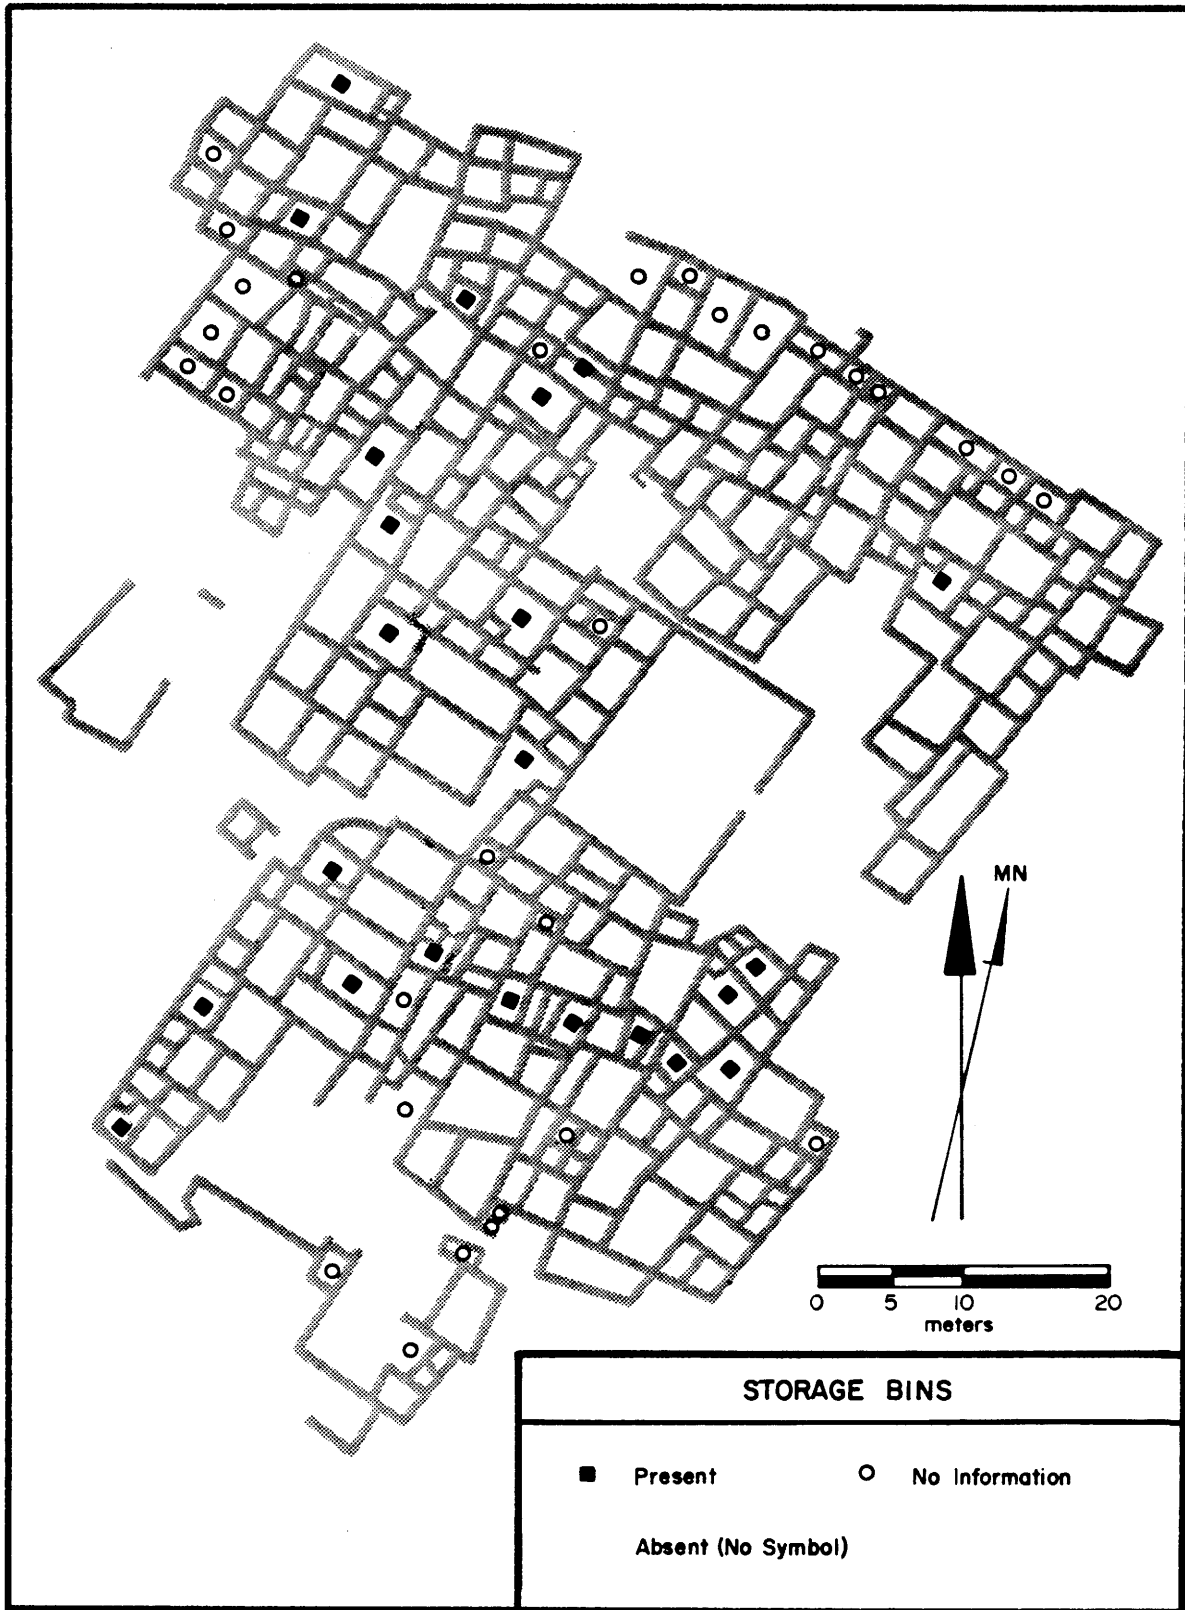 MN
0 5 10 20
meters
STORAGE BINS
Present No Information
Absent (No Symbol)